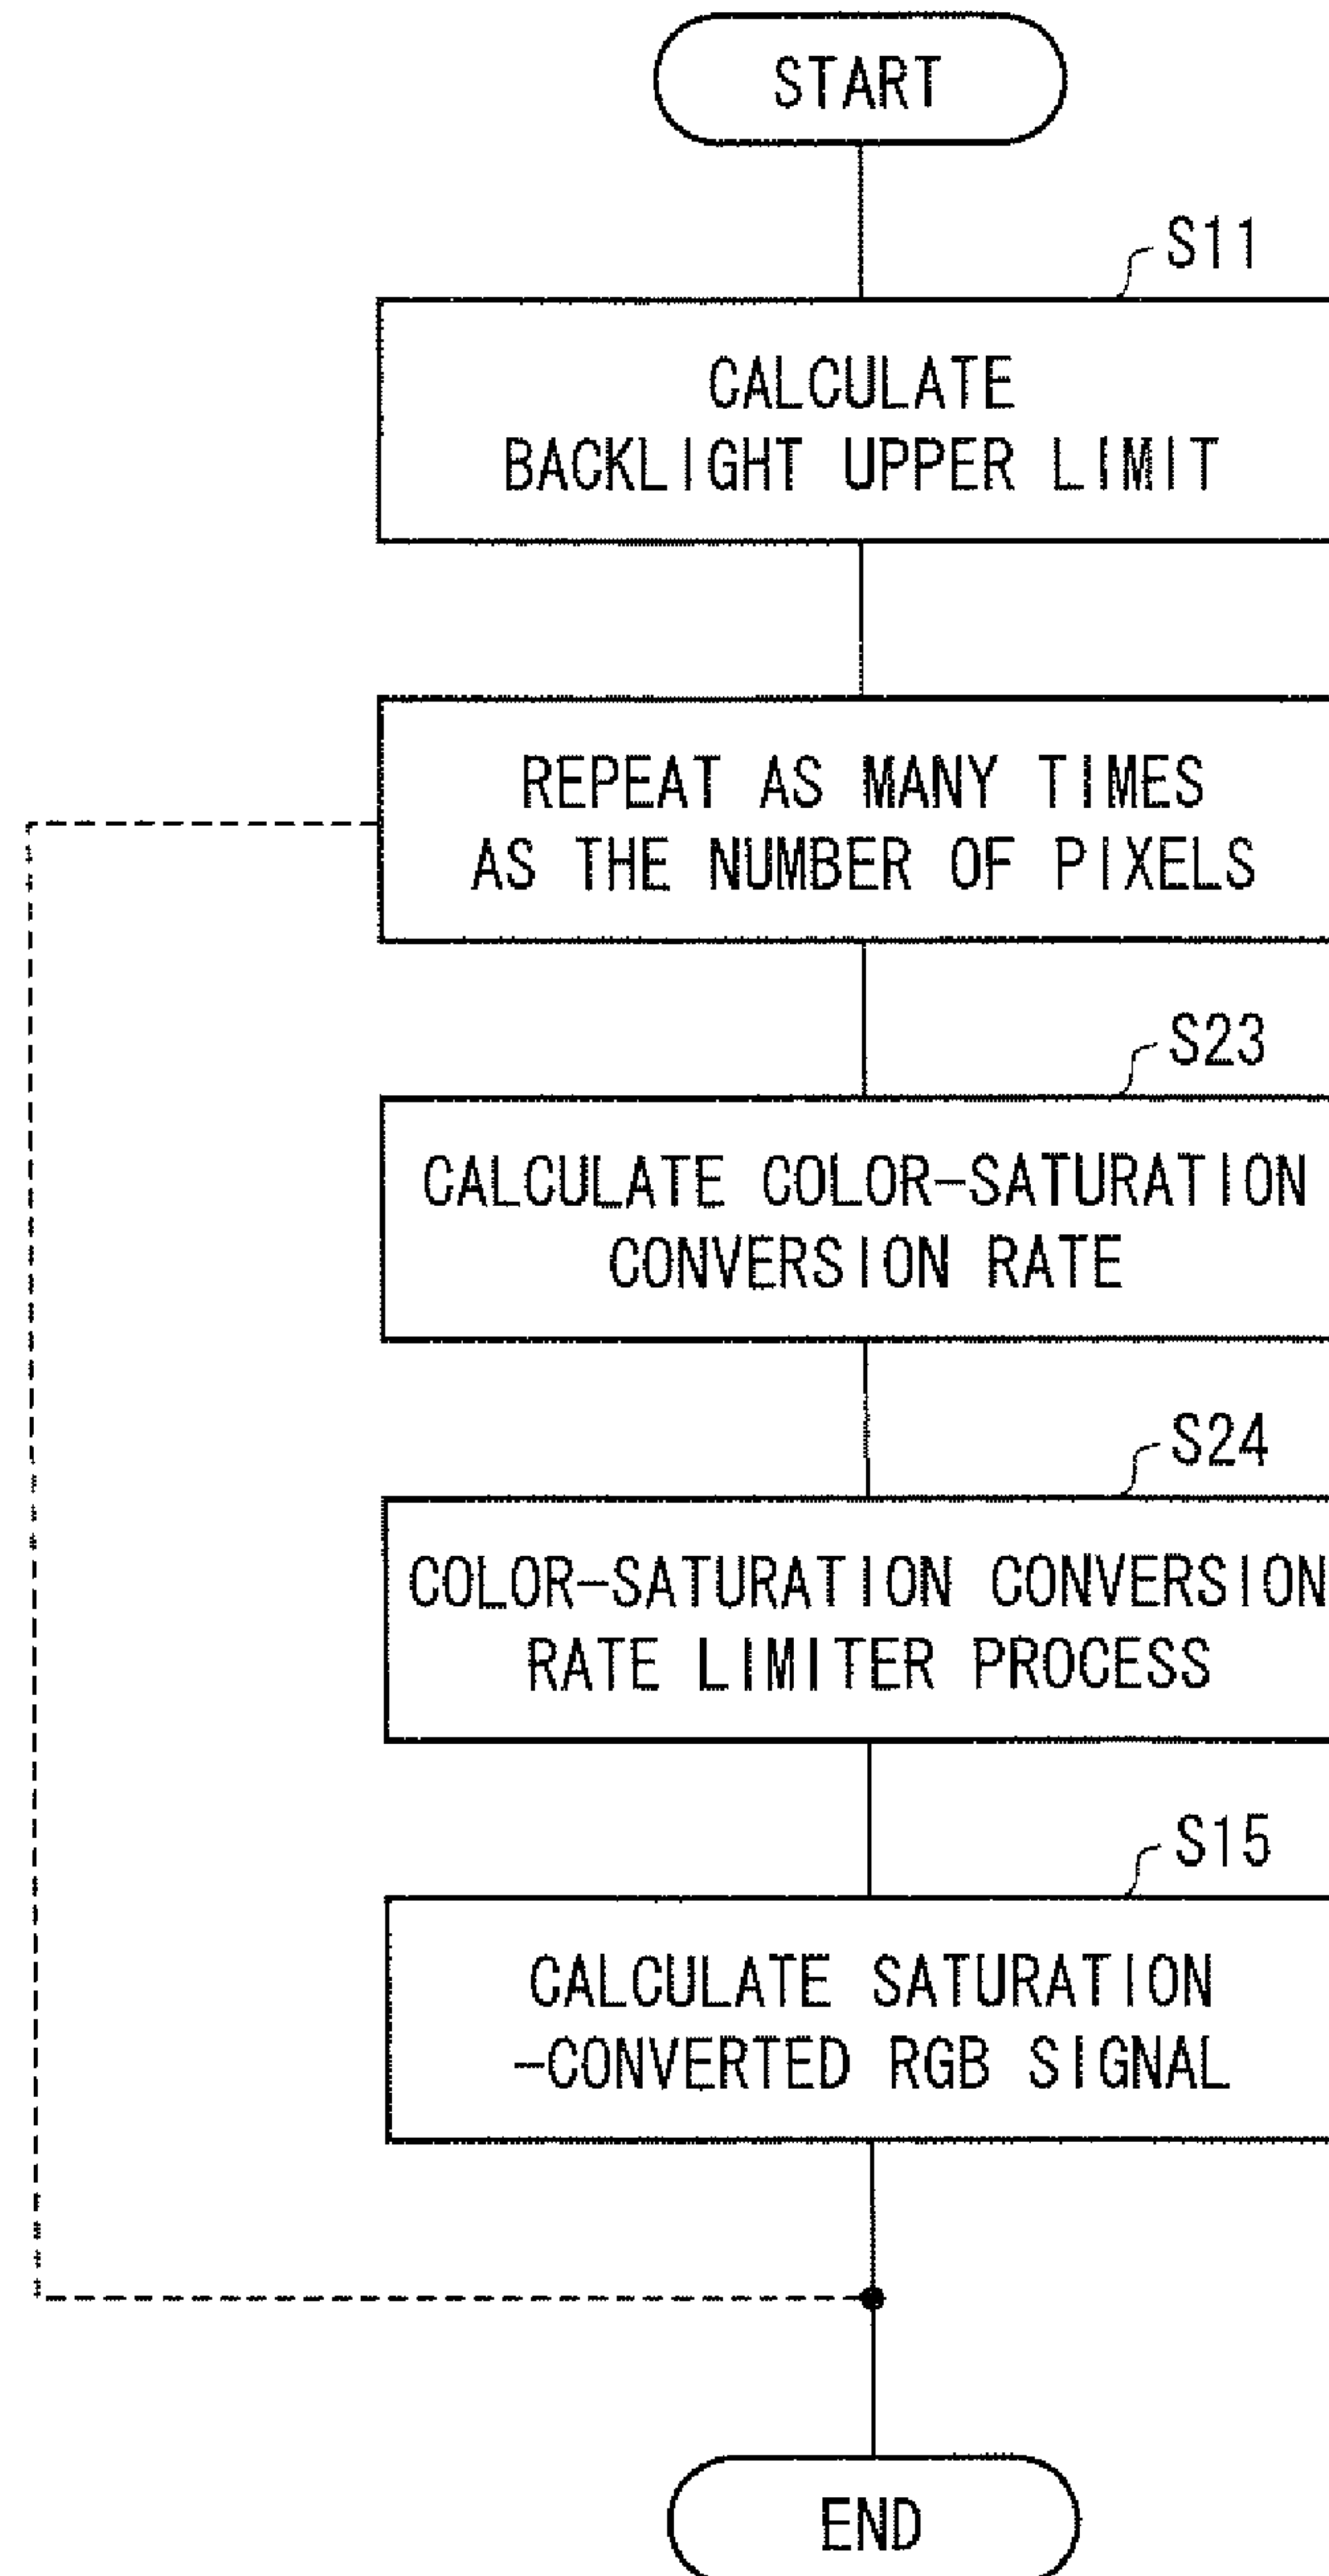 START
S11
CALCULATE
BACKLIGHT UPPER LIMIT
REPEAT AS MANY TIMES
AS THE NUMBER OF PIXELS
S23
CALCULATE COLOR-SATURATION
CONVERSION RATE
S24
COLOR-SATURATION CONVERSION
RATE LIMITER PROCESS
S15
CALCULATE SATURATION
-CONVERTED RGB SIGNAL
END